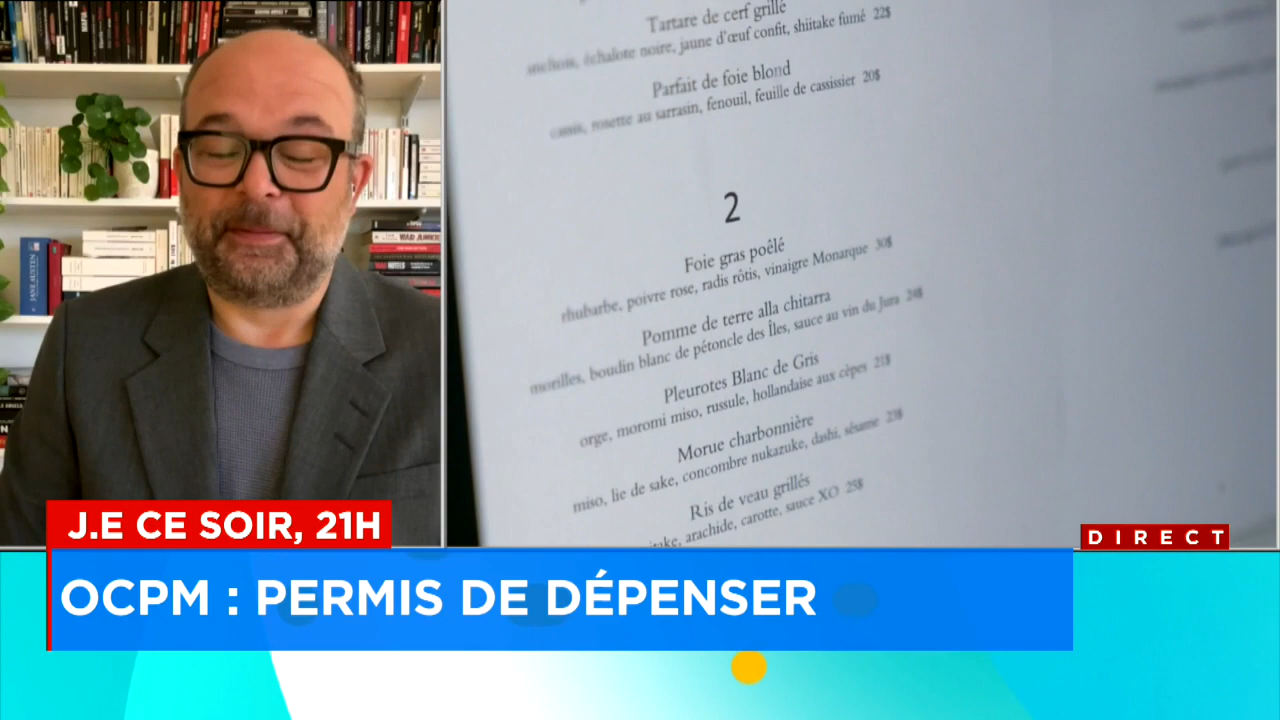 Tartare de cerf grillé
échalote noire, jaune d'œuf confit, shiitake fumé 22$
Parfait de foie blond
cassis, rosette au sarrasin, fenouil, feuille de cassissier 20$
2
Foie gras poêlé
rhubarbe, poivre rose, radis rôtis, vinaigre Monarque 30$
Pomme de terre alla chitarra
morilles, boudin blanc de pétoncle des Îles, sauce au vin du Jura 24$
Pleurotes Blanc de Gris
orge, moromi miso, russule, hollandaise aux cèpes 21$
Morue charbonnière
miso, lie de sake, concombre nukazuke, dashi, sésame
Ris de veau grillés
arachide, carotte, sauce XO 25$
JANE AUSTEN
J.E CE SOIR, 21H
DIRECT
OCPM : PERMIS DE DÉPENSER